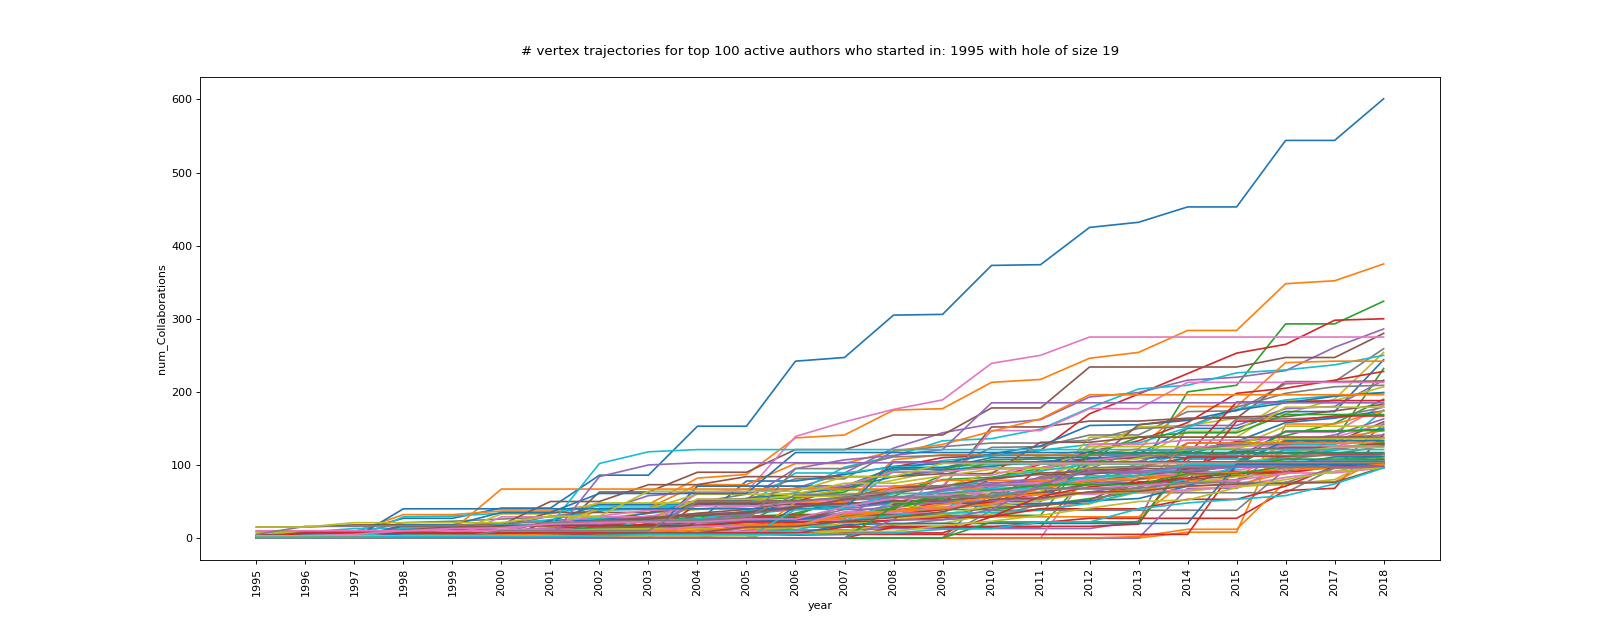 # vertex trajectories for top 100 active authors who started in: 1995 with hole of size 19
600
500
400
300
200
100
0
num_Collaborations
1995 1996 1997 1998 1999 2000 2001 2002 2003 2004 2005 2006 2007 2008 2009 2010 2011 2012 2013 2014 2015 2016 2017 2018
year